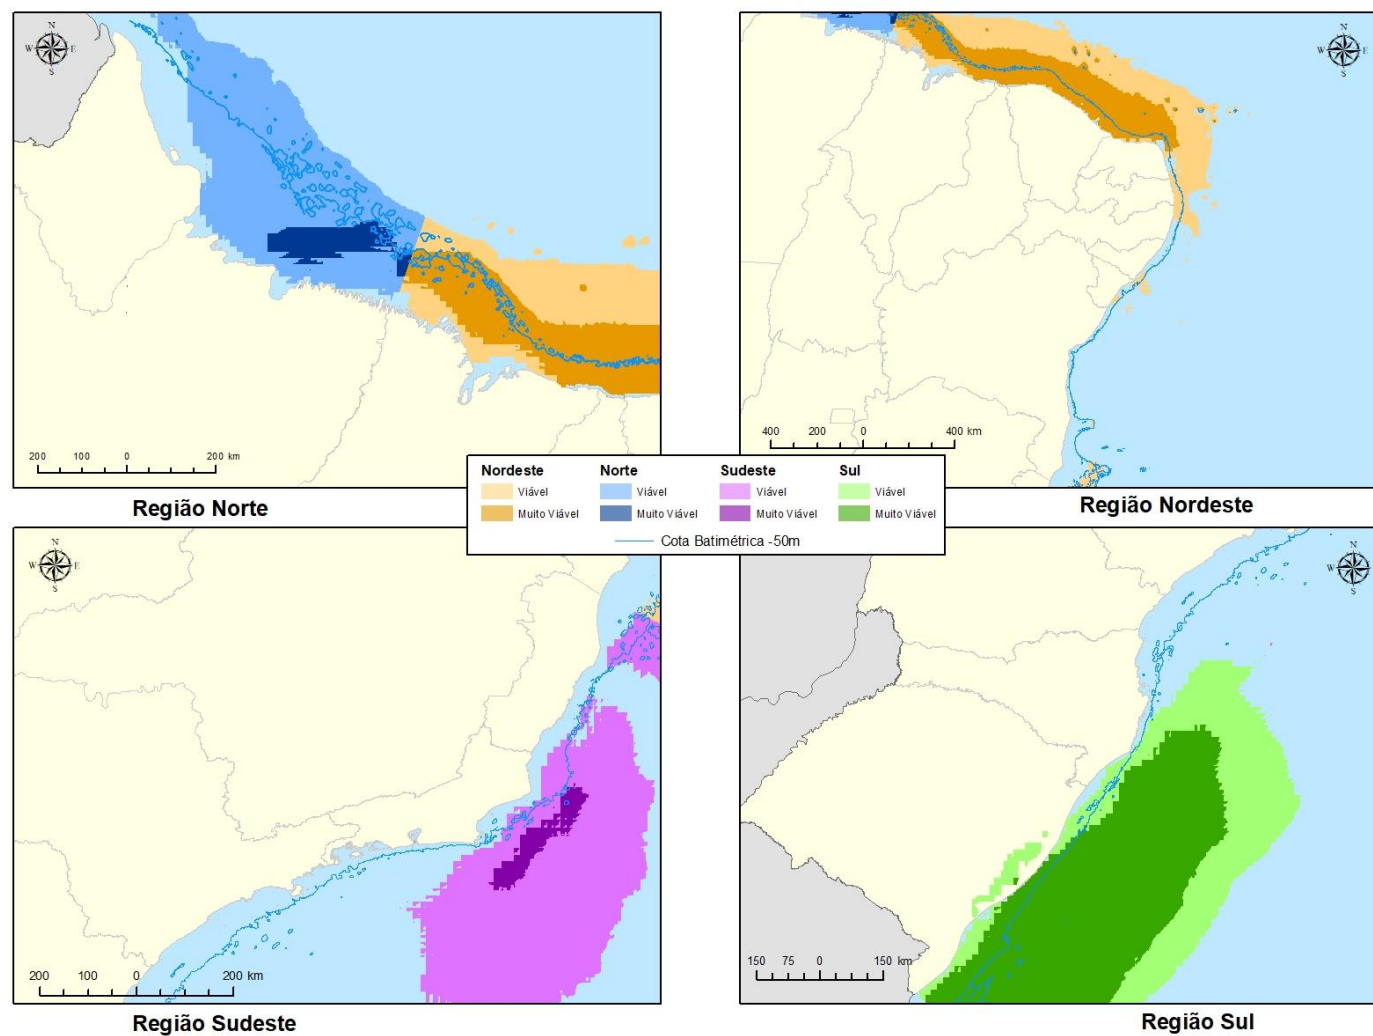 N
W E
S
200 100 0 200 km
Região Norte
N
W E
S
400 200 0 400 km
Região Nordeste
Nordeste Norte Sudeste Sul
Viável Viável Viável Viável
Muito Viável Muito Viável Muito Viável Muito Viável
Cota Batimétrica -50m
N
W E
S
200 100 0 200 km
Região Sudeste
N
W E
S
150 75 0 150 km
Região Sul